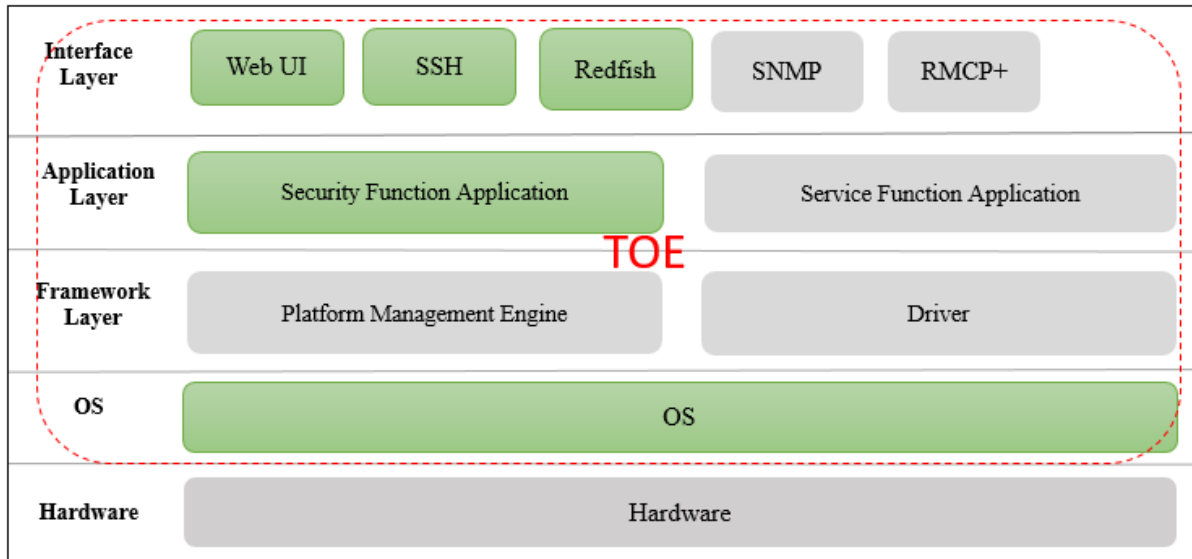 Interface
Layer
Web UI
SSH
Redfish
SNMP
RMCP+
Application
Layer
Security Function Application
Service Function Application
TOE
Framework
Layer
Platform Management Engine
Driver
OS
OS
Hardware
Hardware